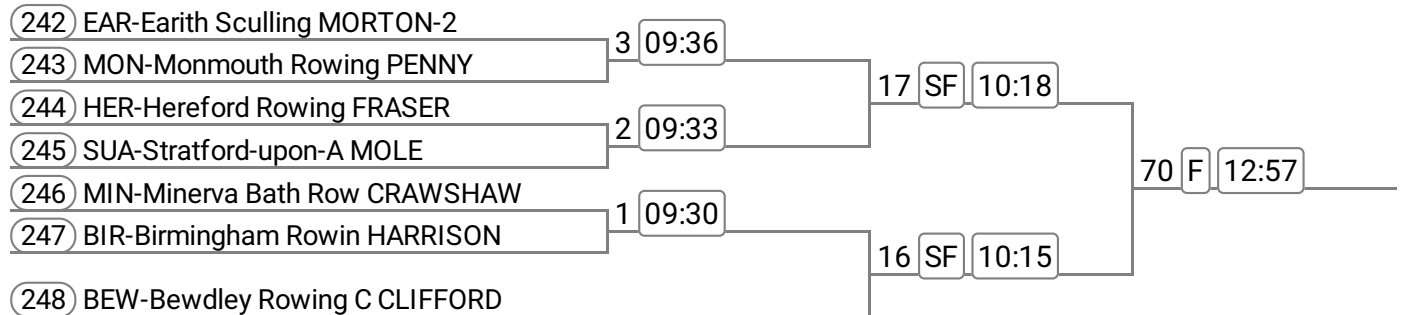 242 EAR-Earith Sculling MORTON-2
3 09:36
243 MON-Monmouth Rowing PENNY
17 SF 10:18
244 HER-Hereford Rowing FRASER
2 09:33
245 SUA-Stratford-upon-A MOLE
70 F 12:57
246 MIN-Minerva Bath Row CRAWSHAW
1 09:30
247 BIR-Birmingham Rowin HARRISON
16 SF 10:15
248 BEW-Bewdley Rowing C CLIFFORD